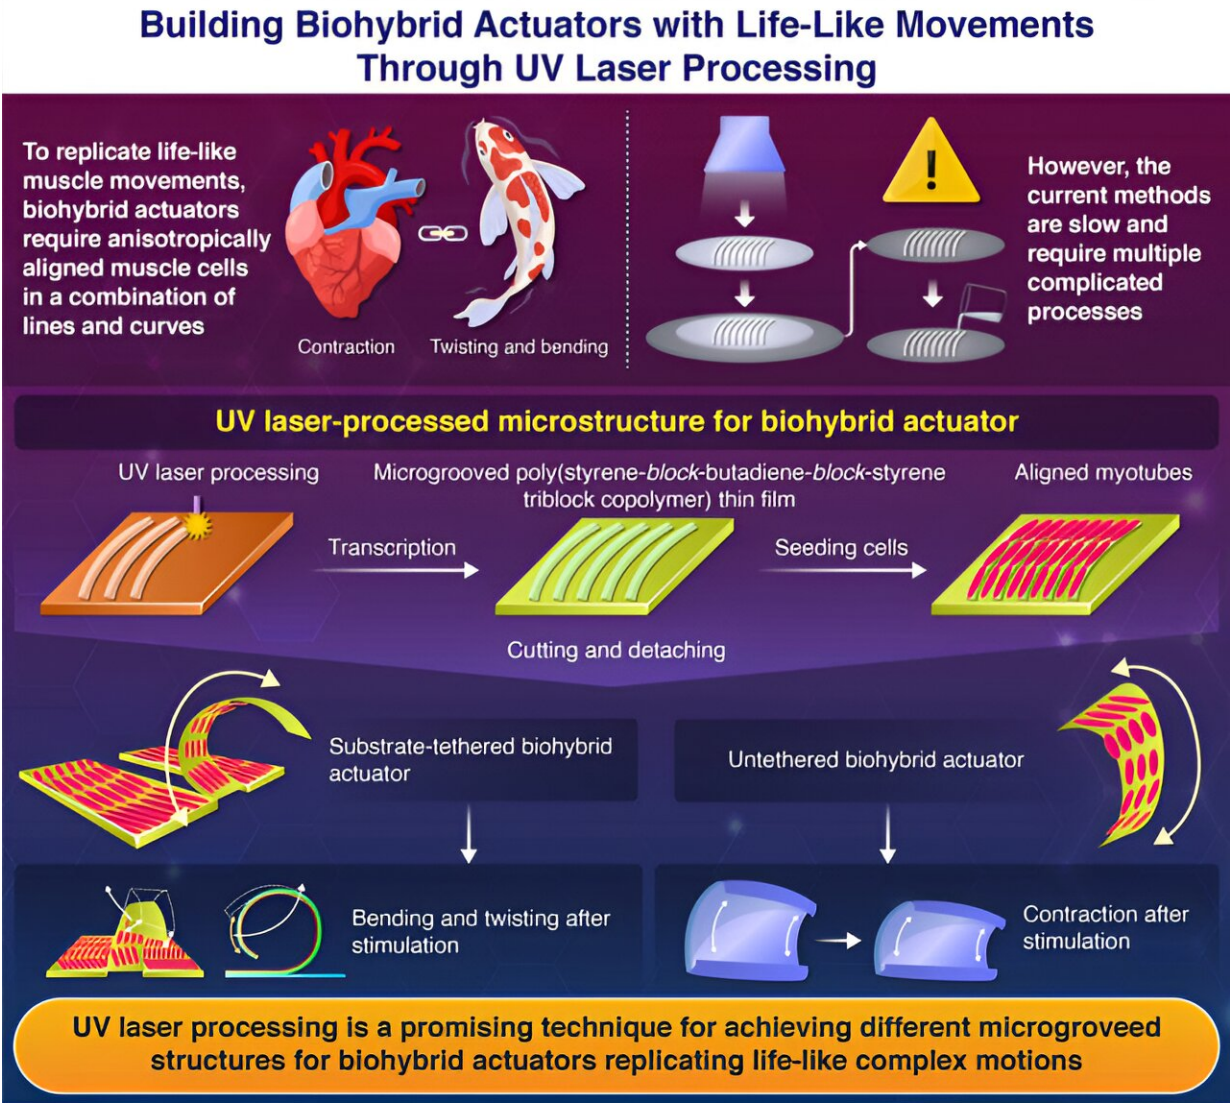 Building Biohybrid Actuators with Life-Like Movements
Through UV Laser Processing
To replicate life-like
muscle movements,
biohybrid actuators
require anisotropically
aligned muscle cells
in a combination of
lines and curves
Contraction
Twisting and bending
!
However, the
current methods
are slow and
require multiple
complicated
processes
UV laser-processed microstructure for biohybrid actuator
UV laser processing
Microgrooved poly(styrene-block-butadiene-block-styrene
triblock copolymer) thin film
Aligned myotubes
Transcription
Seeding cells
Cutting and detaching
Substrate-tethered biohybrid
actuator
Untethered biohybrid actuator
Bending and twisting after
stimulation
Contraction after
stimulation
UV laser processing is a promising technique for achieving different microgroveed
structures for biohybrid actuators replicating life-like complex motions